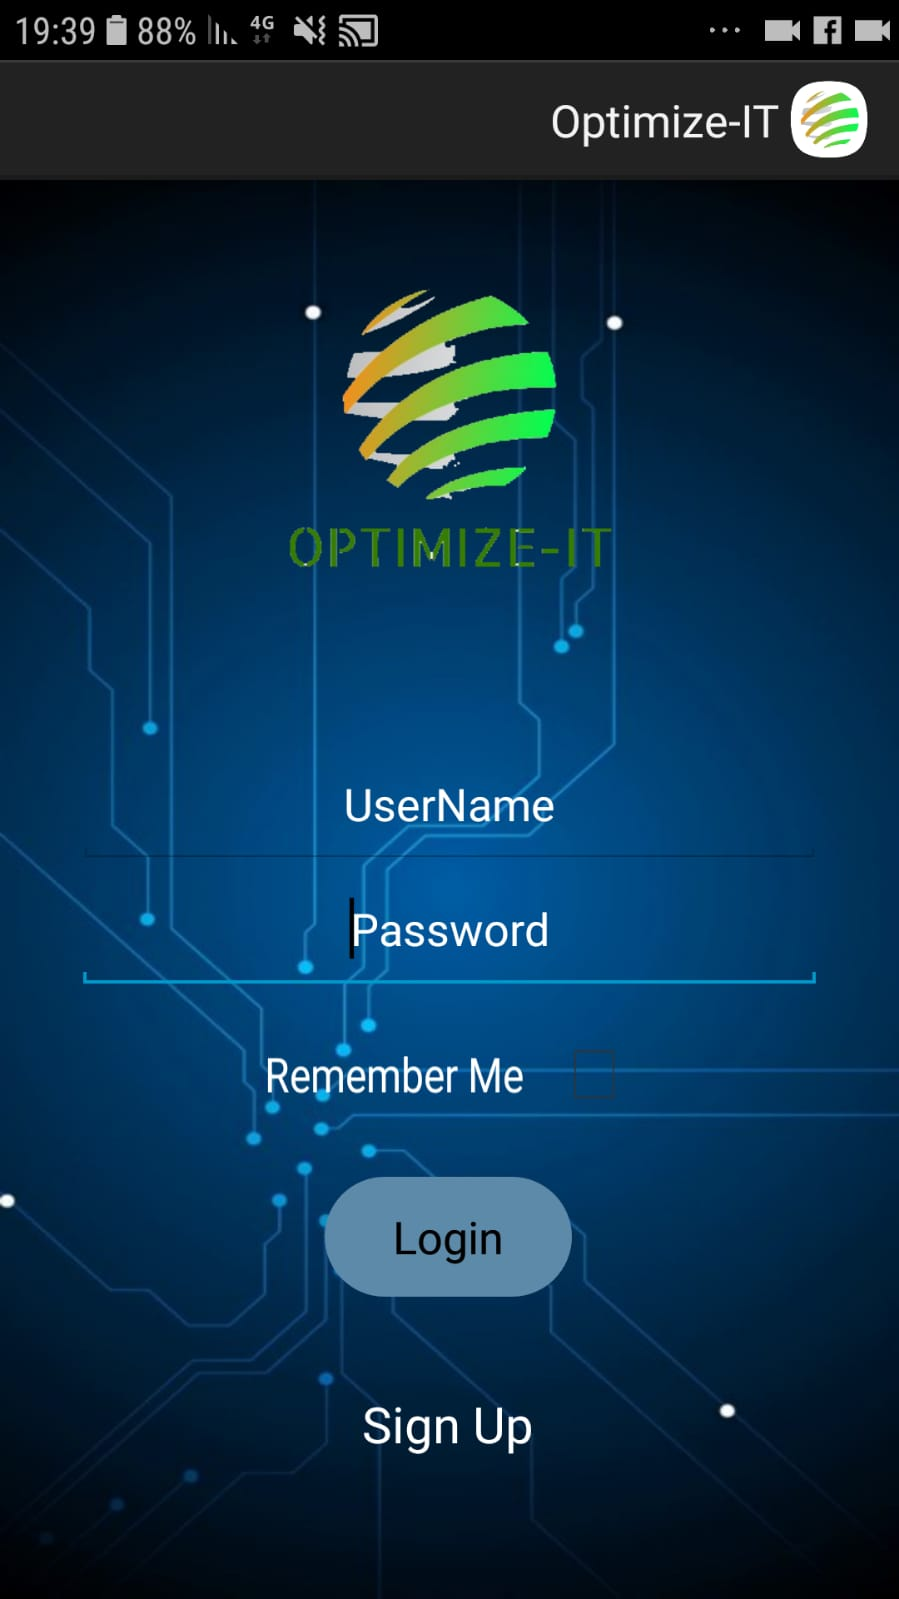 19:39 88% 4G
Optimize-IT
OPTIMIZE-IT
UserName
Password
Remember Me
Login
Sign Up